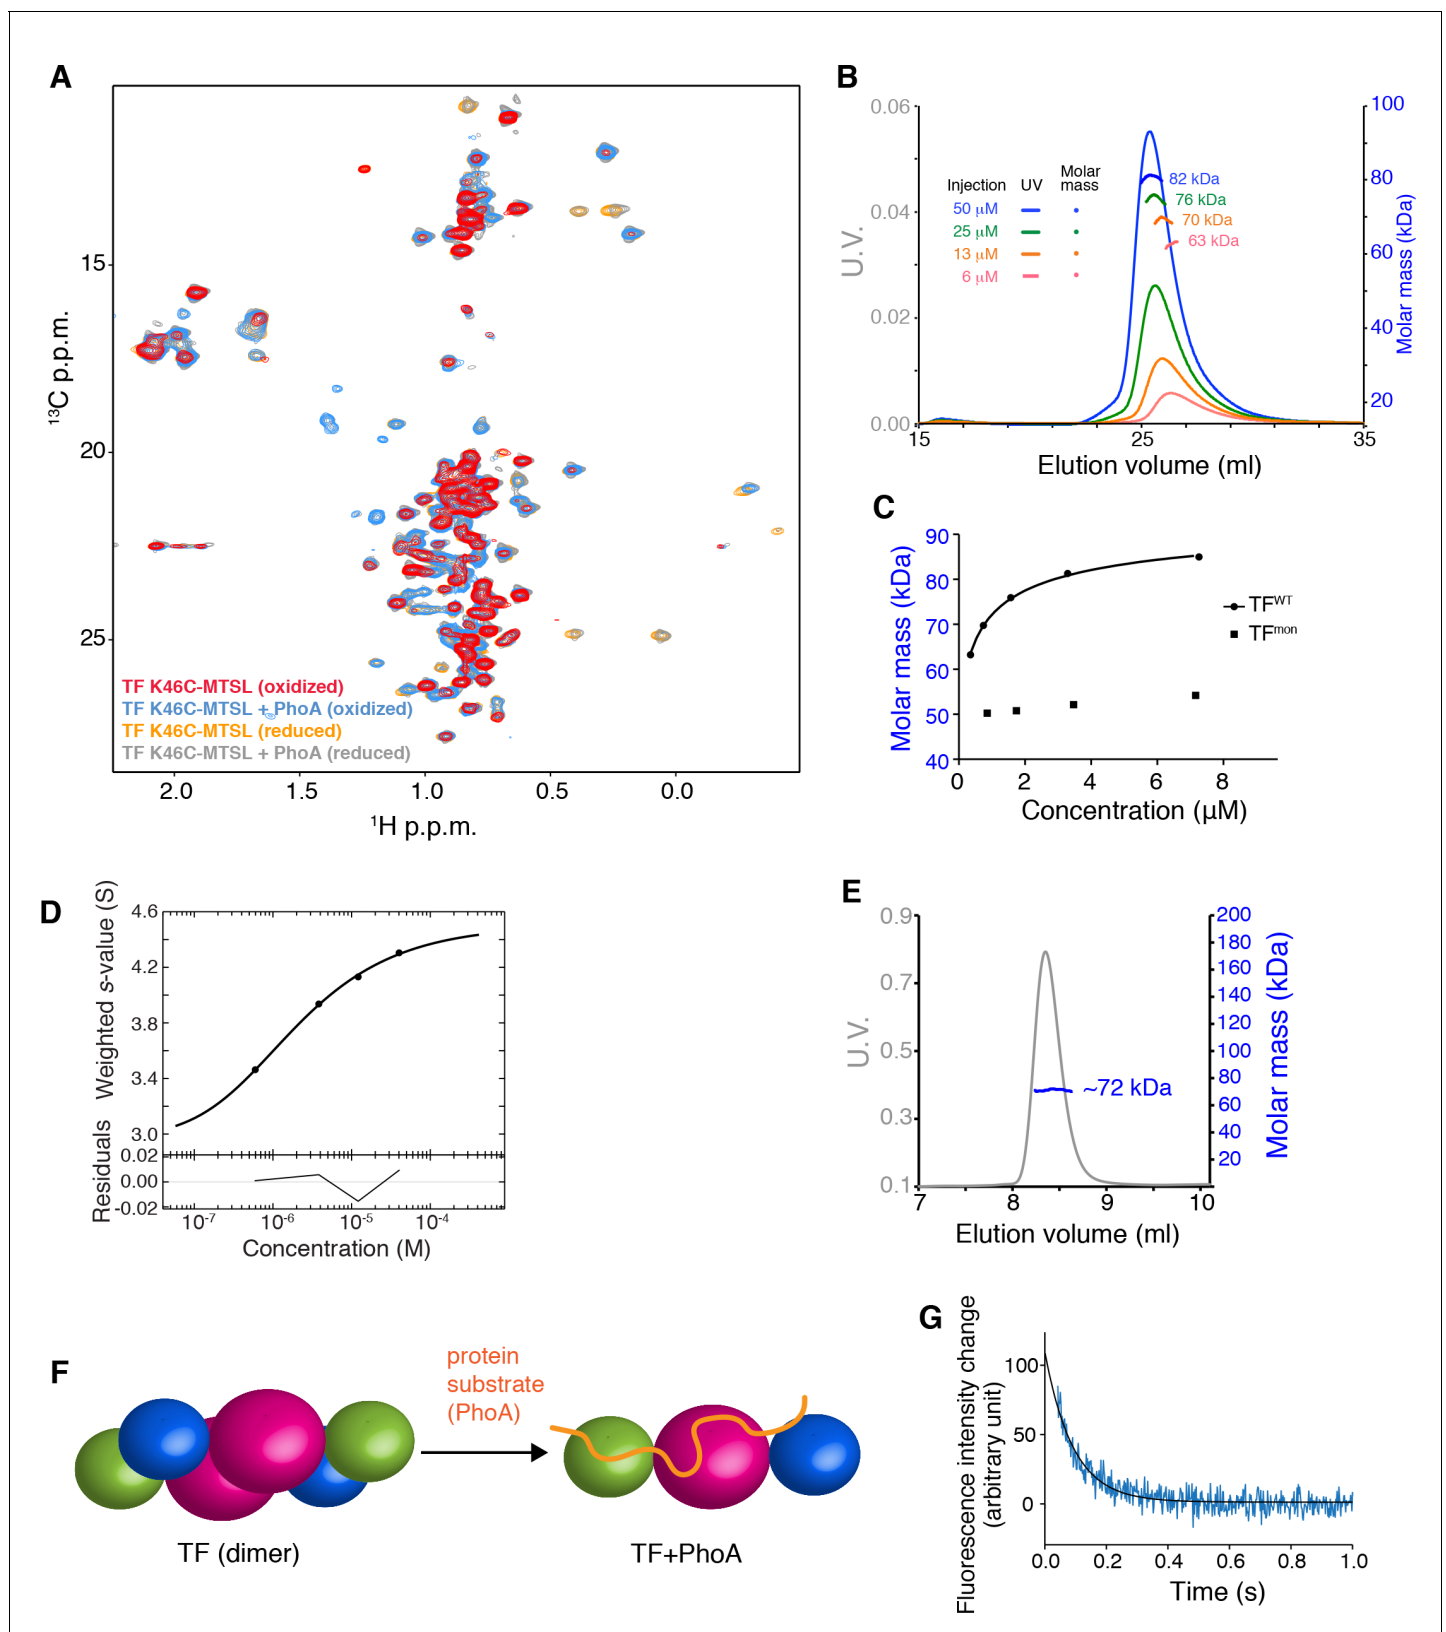 A
15
20
25
¹³C p.p.m.
TF K46C-MTSL (oxidized)
TF K46C-MTSL + PhoA (oxidized)
TF K46C-MTSL (reduced)
TF K46C-MTSL + PhoA (reduced)
2.0 1.5 1.0 0.5 0.0
¹H p.p.m.
B
0.06
0.04
0.02
0.00
U.V.
Injection UV Molar mass
50 µM
25 µM
13 µM
6 µM
82 kDa
76 kDa
70 kDa
63 kDa
100
80
60
40
20
Molar mass (kDa)
15 25 35
Elution volume (ml)
C
90
80
70
60
50
40
Molar mass (kDa)
TFᵂᵀ
TFᵐᵒⁿ
0 2 4 6 8
Concentration (µM)
D
4.6
4.2
3.8
3.4
3.0
Weighted s-value (S)
0.02
0.00
-0.02
Residuals
10⁻⁷ 10⁻⁶ 10⁻⁵ 10⁻⁴
Concentration (M)
E
0.9
0.7
0.5
0.3
0.1
U.V.
~72 kDa
200
180
160
140
120
100
80
60
40
20
Molar mass (kDa)
7 8 9 10
Elution volume (ml)
F
protein
substrate
(PhoA)
TF (dimer)
TF+PhoA
G
Fluorescence intensity change
(arbitrary unit)
100
50
0
0.0 0.2 0.4 0.6 0.8 1.0
Time (s)